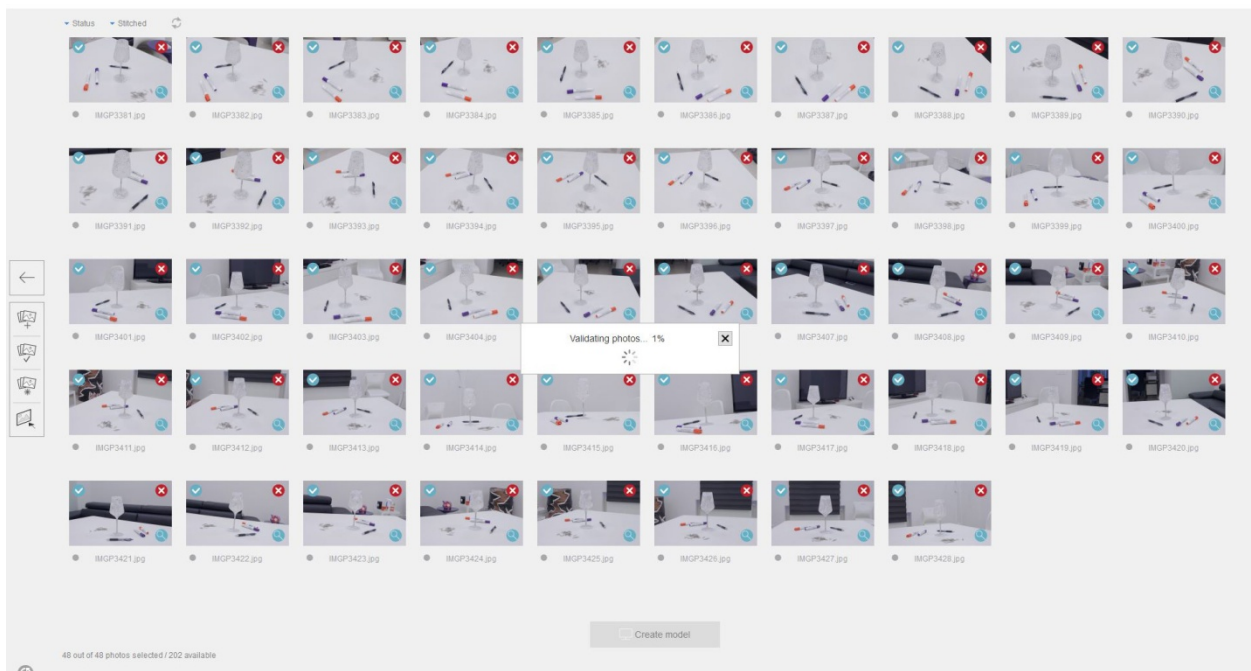 Status Stitched
IMGP3381.jpg IMGP3382.jpg IMGP3383.jpg IMGP3384.jpg IMGP3385.jpg IMGP3386.jpg IMGP3387.jpg IMGP3388.jpg IMGP3389.jpg IMGP3390.jpg
IMGP3391.jpg IMGP3392.jpg IMGP3393.jpg IMGP3394.jpg IMGP3395.jpg IMGP3396.jpg IMGP3397.jpg IMGP3398.jpg IMGP3399.jpg IMGP3400.jpg
IMGP3401.jpg IMGP3402.jpg IMGP3403.jpg IMGP3404.jpg IMGP3407.jpg IMGP3408.jpg IMGP3409.jpg IMGP3410.jpg
Validating photos... 1%
IMGP3411.jpg IMGP3412.jpg IMGP3413.jpg IMGP3414.jpg IMGP3415.jpg IMGP3416.jpg IMGP3417.jpg IMGP3418.jpg IMGP3419.jpg IMGP3420.jpg
IMGP3421.jpg IMGP3422.jpg IMGP3423.jpg IMGP3424.jpg IMGP3425.jpg IMGP3426.jpg IMGP3427.jpg IMGP3428.jpg
Create model
48 out of 48 photos selected / 202 available